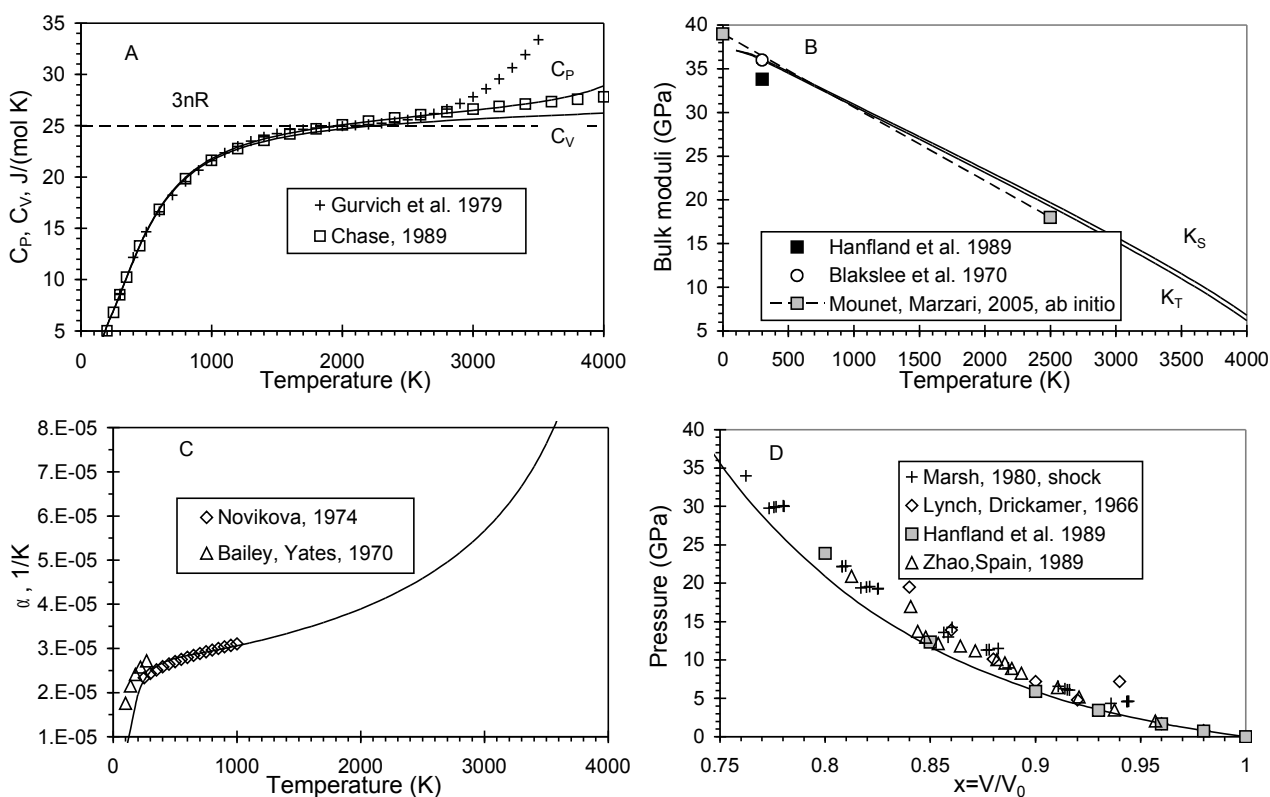 A
3nR
C_P
C_V
Gurvich et al. 1979
Chase, 1989
C_P, C_V, J/(mol K)
40
35
30
25
20
15
10
5
0 1000 2000 3000 4000
Temperature (K)
B
K_S
K_T
Hanfland et al. 1989
Blakslee et al. 1970
Mounet, Marzari, 2005, ab initio
Bulk moduli (GPa)
40
35
30
25
20
15
10
5
0 500 1000 1500 2000 2500 3000 3500 4000
Temperature (K)
C
Novikova, 1974
Bailey, Yates, 1970
α, 1/K
8.E-05
7.E-05
6.E-05
5.E-05
4.E-05
3.E-05
2.E-05
1.E-05
0 1000 2000 3000 4000
Temperature (K)
D
Marsh, 1980, shock
Lynch, Drickamer, 1966
Hanfland et al. 1989
Zhao,Spain, 1989
Pressure (GPa)
40
35
30
25
20
15
10
5
0
0.75 0.8 0.85 0.9 0.95 1
x=V/V₀